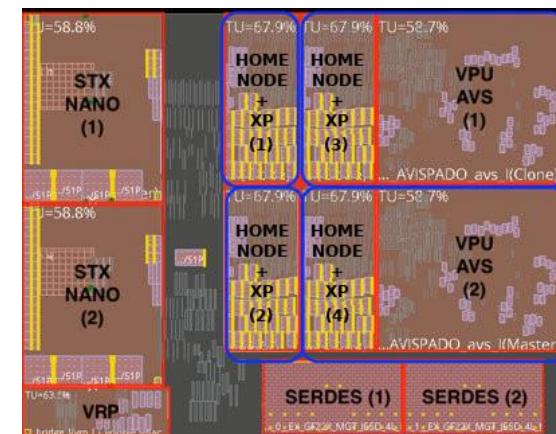 TU=58.8%
STX
NANO
(1)
TU=67.9%
HOME
NODE
+
XP
(1)
TU=67.9%
HOME
NODE
+
XP
(3)
TU=58.7%
VPU
AVS
(1)
... AVISPADO_avs_I(Clone)
TU=58.8%
STX
NANO
(2)
.../S1P
TU=67.9%
HOME
NODE
+
XP
(2)
TU=67.9%
HOME
NODE
+
XP
(4)
TU=58.7%
VPU
AVS
(2)
...AVISPADO_avs_I(Master
VRP
SERDES (1)
SERDES (2)